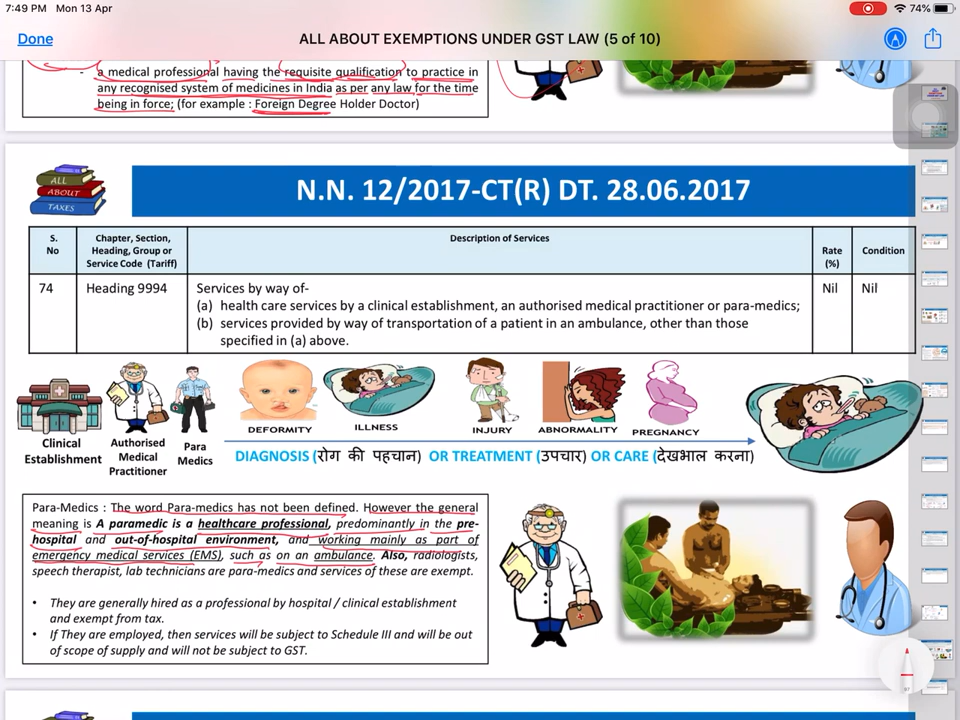 7:49 PM Mon 13 Apr
74%
Done
ALL ABOUT EXEMPTIONS UNDER GST LAW (5 of 10)
- a medical professional having the requisite qualification to practice in
any recognised system of medicines in India as per any law for the time
being in force; (for example : Foreign Degree Holder Doctor)
ALL
ABOUT
TAXES
N.N. 12/2017-CT(R) DT. 28.06.2017
S. No
Chapter, Section, Heading, Group or Service Code (Tariff)
Description of Services
Rate (%)
Condition
74
Heading 9994
Services by way of-
(a) health care services by a clinical establishment, an authorised medical practitioner or para-medics;
(b) services provided by way of transportation of a patient in an ambulance, other than those
specified in (a) above.
Nil
Nil
Clinical
Establishment
Authorised
Medical
Practitioner
Para
Medics
DEFORMITY
ILLNESS
INJURY
ABNORMALITY
PREGNANCY
DIAGNOSIS (रोग की पहचान) OR TREATMENT (उपचार) OR CARE (देखभाल करना)
Para-Medics : The word Para-medics has not been defined. However the general
meaning is A paramedic is a healthcare professional, predominantly in the pre-
hospital and out-of-hospital environment, and working mainly as part of
emergency medical services (EMS), such as on an ambulance. Also, radiologists,
speech therapist, lab technicians are para-medics and services of these are exempt.
• They are generally hired as a professional by hospital / clinical establishment
and exempt from tax.
• If They are employed, then services will be subject to Schedule III and will be out
of scope of supply and will not be subject to GST.